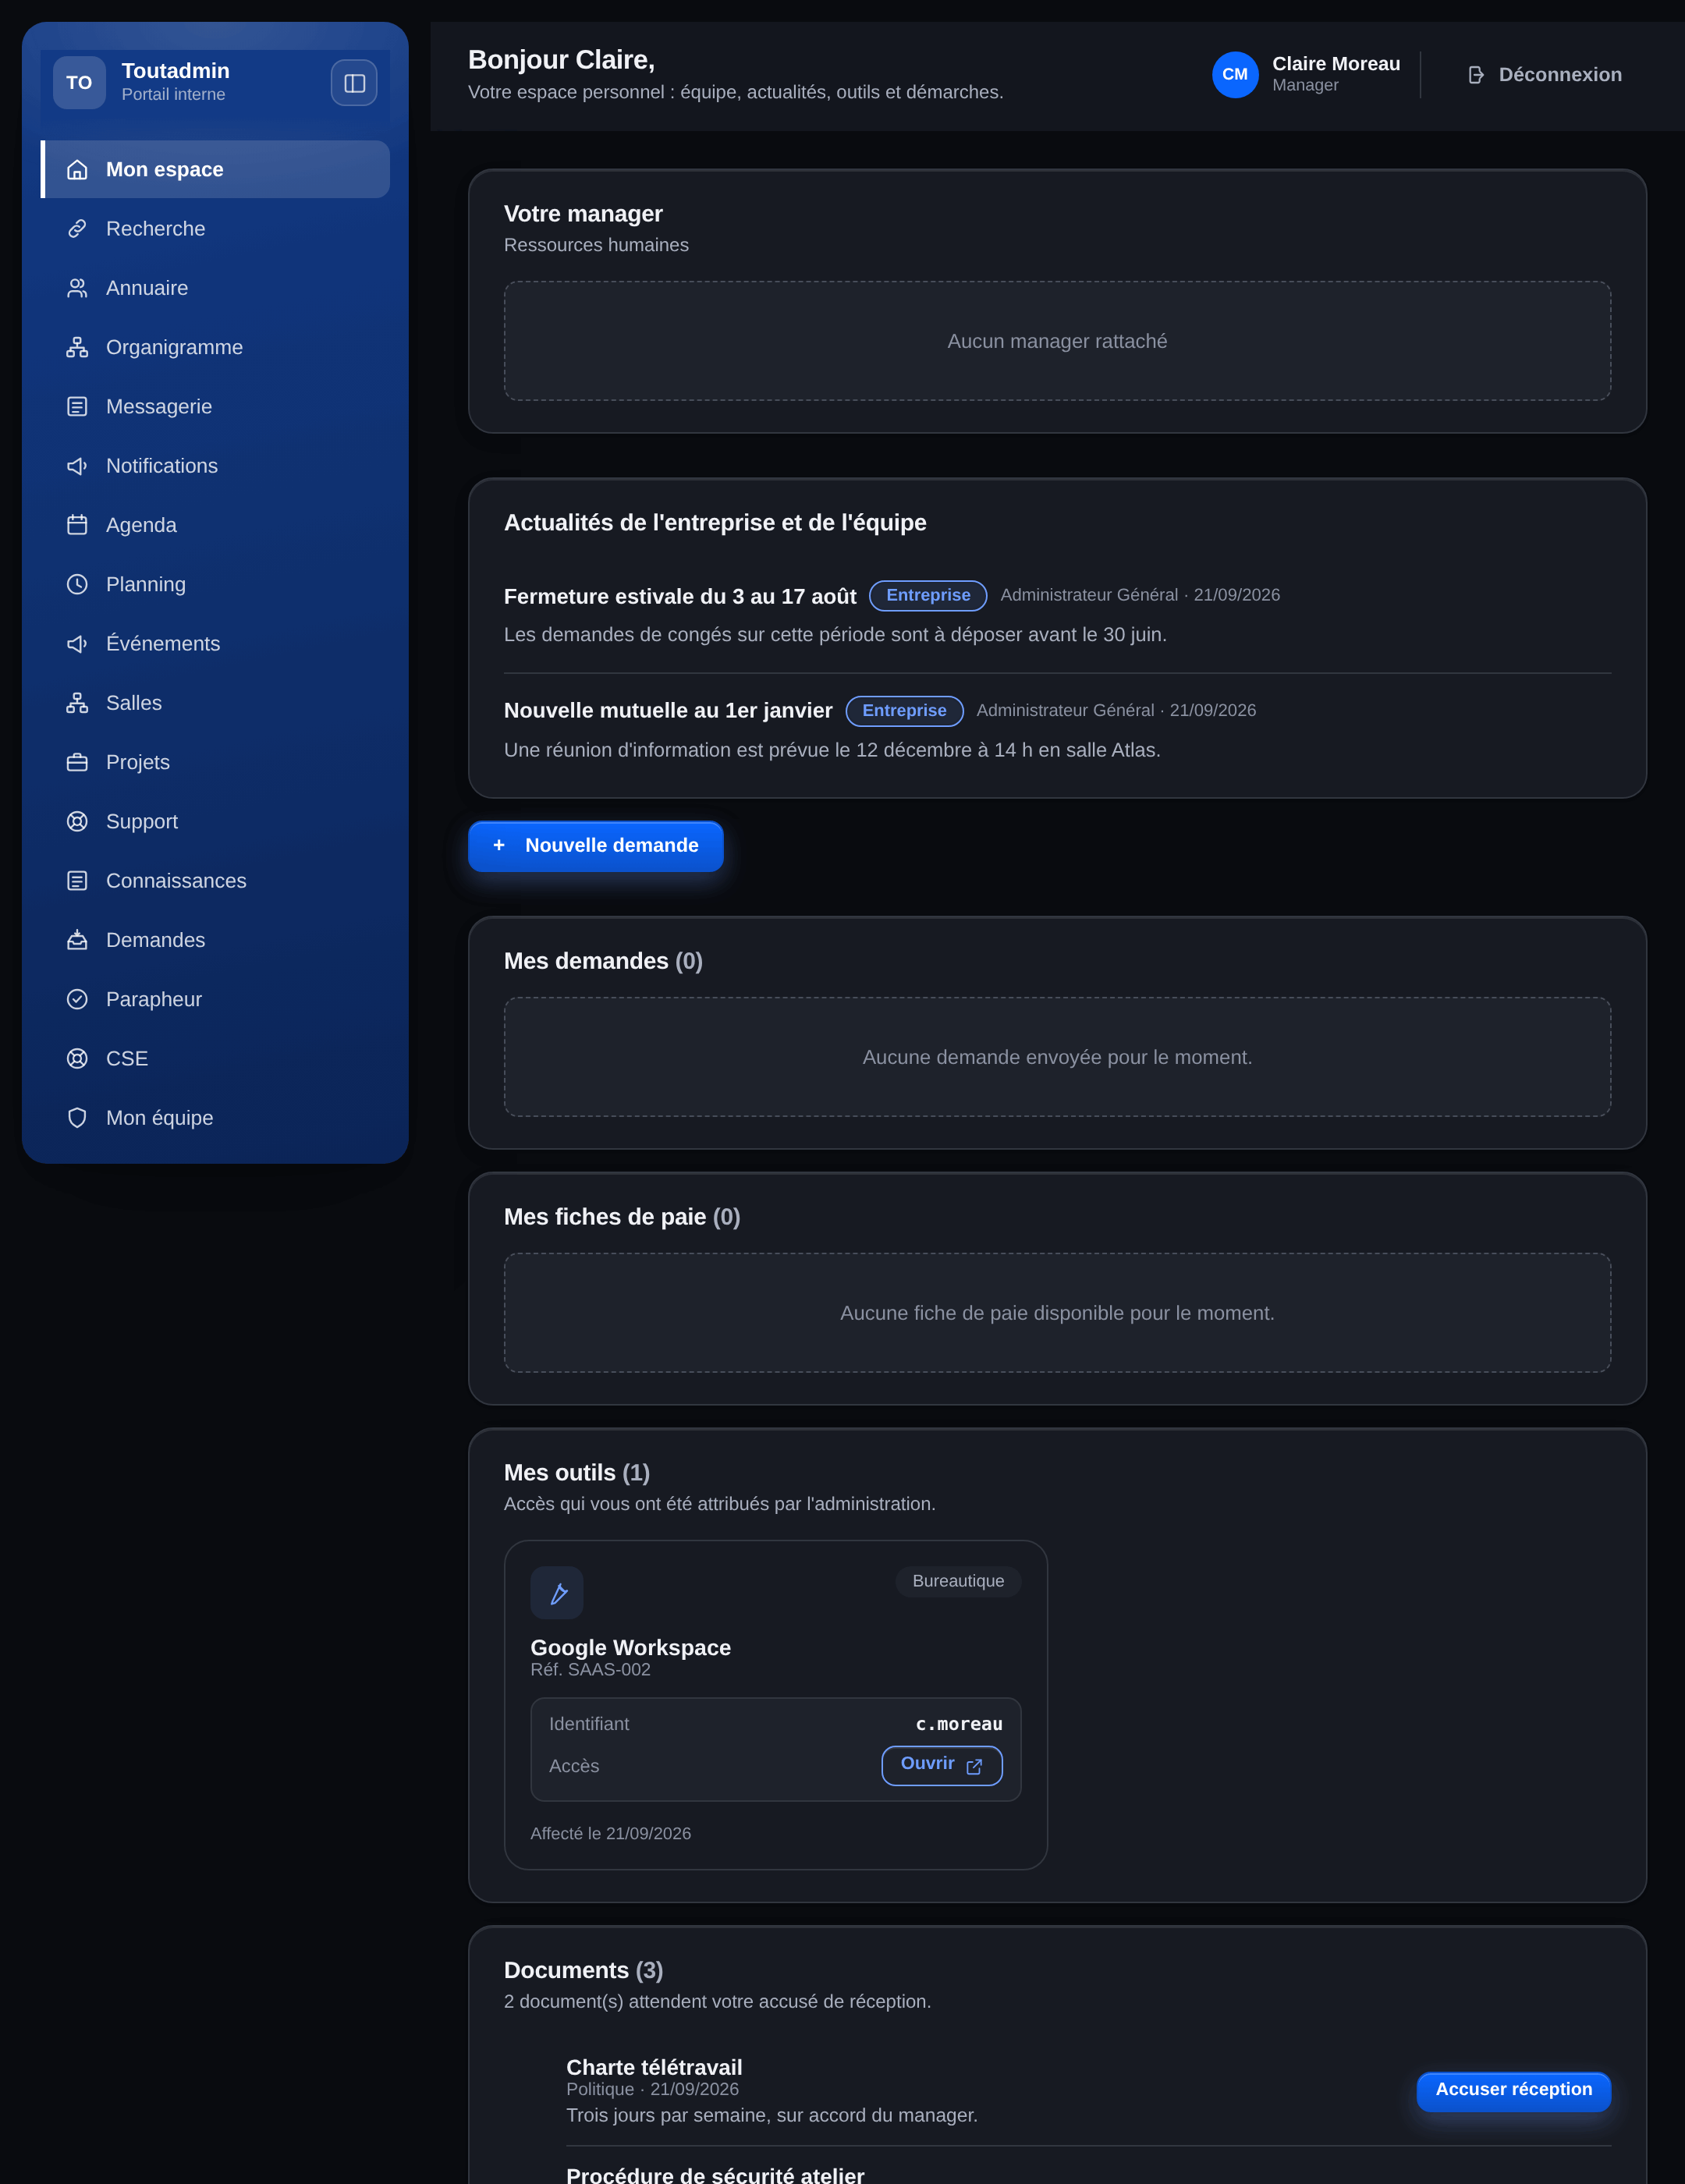 TO
Toutadmin
Portail interne
Mon espace
Recherche
Annuaire
Organigramme
Messagerie
Notifications
Agenda
Planning
Événements
Salles
Projets
Support
Connaissances
Demandes
Parapheur
CSE
Mon équipe
Bonjour Claire,
Votre espace personnel : équipe, actualités, outils et démarches.
CM
Claire Moreau
Manager
Déconnexion
Votre manager
Ressources humaines
Aucun manager rattaché
Actualités de l'entreprise et de l'équipe
Fermeture estivale du 3 au 17 août Entreprise Administrateur Général · 21/09/2026
Les demandes de congés sur cette période sont à déposer avant le 30 juin.
Nouvelle mutuelle au 1er janvier Entreprise Administrateur Général · 21/09/2026
Une réunion d'information est prévue le 12 décembre à 14 h en salle Atlas.
+ Nouvelle demande
Mes demandes (0)
Aucune demande envoyée pour le moment.
Mes fiches de paie (0)
Aucune fiche de paie disponible pour le moment.
Mes outils (1)
Accès qui vous ont été attribués par l'administration.
Bureautique
Google Workspace
Réf. SAAS-002
Identifiant c.moreau
Accès Ouvrir
Affecté le 21/09/2026
Documents (3)
2 document(s) attendent votre accusé de réception.
Charte télétravail
Politique · 21/09/2026
Trois jours par semaine, sur accord du manager.
Accuser réception
Procédure de sécurité atelier